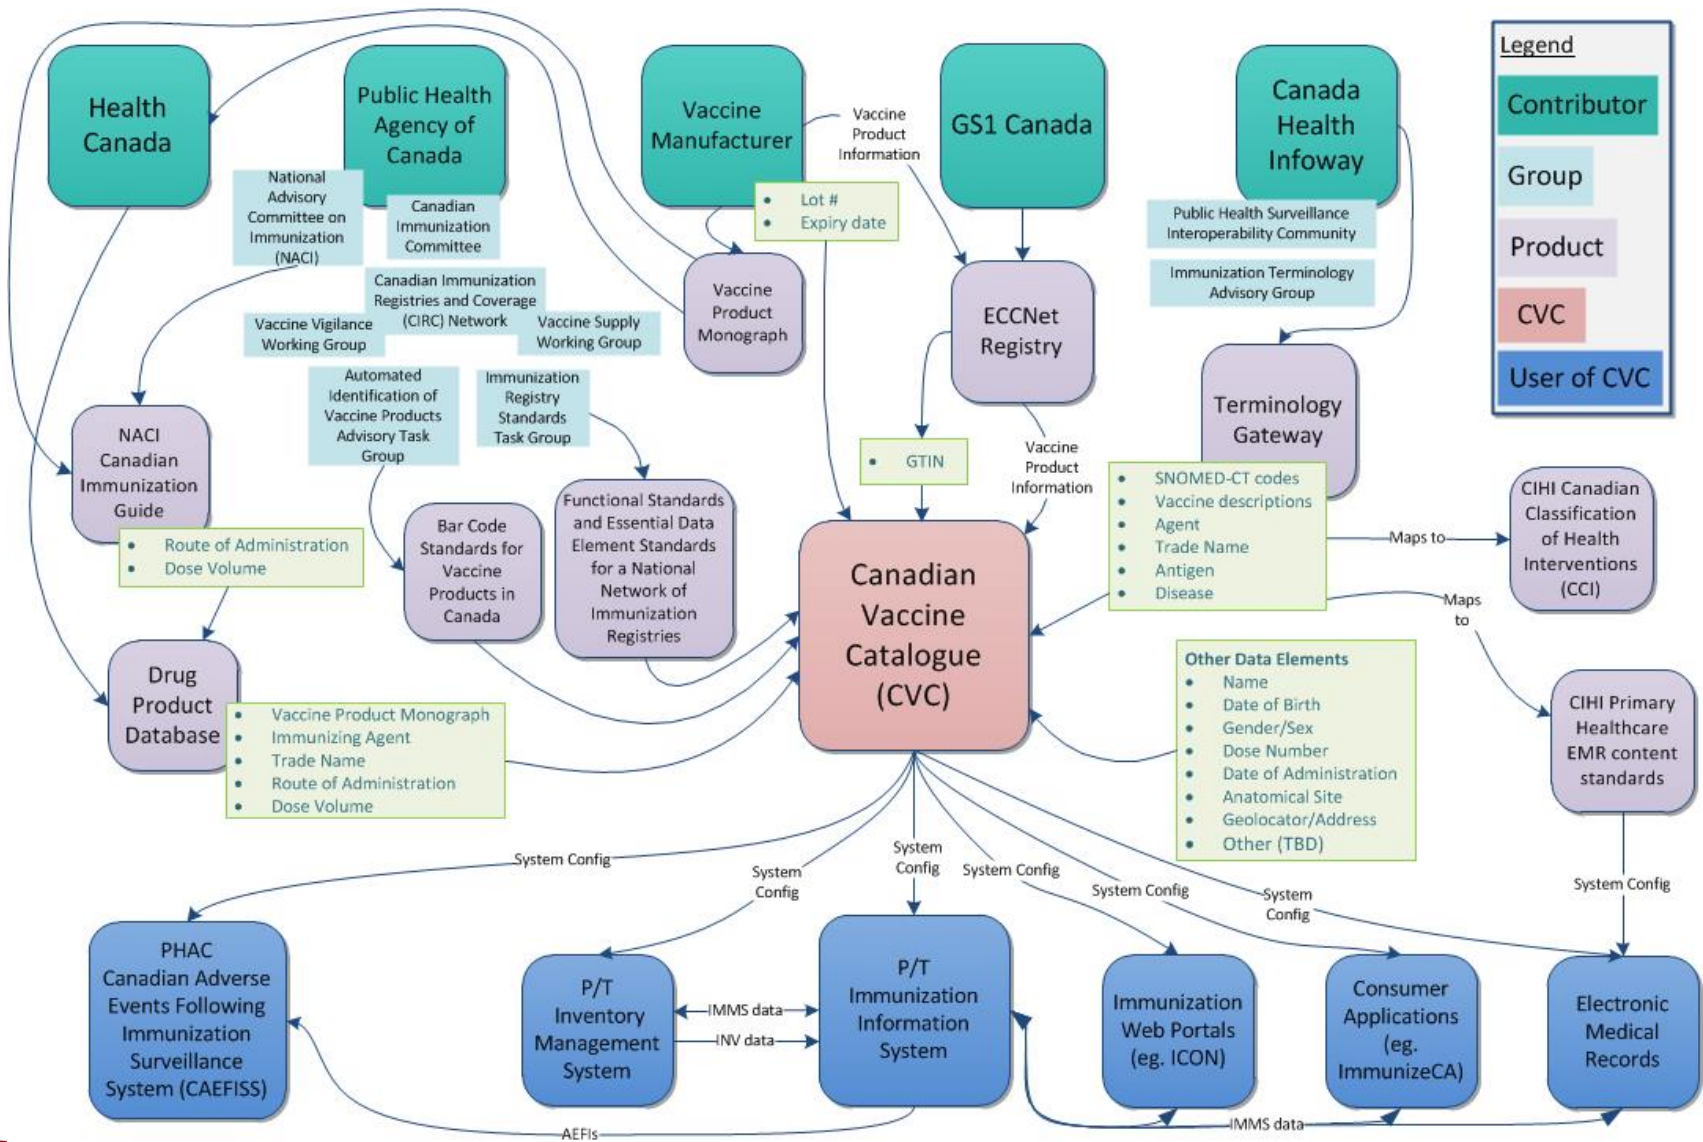 Health
Canada
Public Health
Agency of
Canada
Vaccine
Manufacturer
Vaccine
Product
Information
GS1 Canada
Canada
Health
Infoway
Legend
Contributor
Group
Product
CVC
User of CVC
National
Advisory
Committee on
Immunization
(NACI)
Canadian
Immunization
Committee
• Lot #
• Expiry date
Public Health Surveillance
Interoperability Community
Immunization Terminology
Advisory Group
Canadian Immunization
Registries and Coverage
(CIRC) Network
Vaccine Vigilance
Working Group
Vaccine Supply
Working Group
Vaccine
Product
Monograph
ECCNet
Registry
Automated
Identification of
Vaccine Products
Advisory Task
Group
Immunization
Registry
Standards
Task Group
Terminology
Gateway
NACI
Canadian
Immunization
Guide
• GTIN
Vaccine
Product
Information
• SNOMED-CT codes
• Vaccine descriptions
• Agent
• Trade Name
• Antigen
• Disease
Maps to
CIHI Canadian
Classification
of Health
Interventions
(CCI)
• Route of Administration
• Dose Volume
Bar Code
Standards for
Vaccine
Products in
Canada
Functional Standards
and Essential Data
Element Standards
for a National
Network of
Immunization
Registries
Canadian
Vaccine
Catalogue
(CVC)
Maps
to
Drug
Product
Database
• Vaccine Product Monograph
• Immunizing Agent
• Trade Name
• Route of Administration
• Dose Volume
Other Data Elements
• Name
• Date of Birth
• Gender/Sex
• Dose Number
• Date of Administration
• Anatomical Site
• Geolocator/Address
• Other (TBD)
CIHI Primary
Healthcare
EMR content
standards
System Config
System
Config
System
Config
System Config
System Config
System
Config
System Config
PHAC
Canadian Adverse
Events Following
Immunization
Surveillance
System (CAEFISS)
P/T
Inventory
Management
System
IMMS data
INV data
P/T
Immunization
Information
System
Immunization
Web Portals
(eg. ICON)
Consumer
Applications
(eg.
ImmunizeCA)
Electronic
Medical
Records
AEFIs
IMMS data